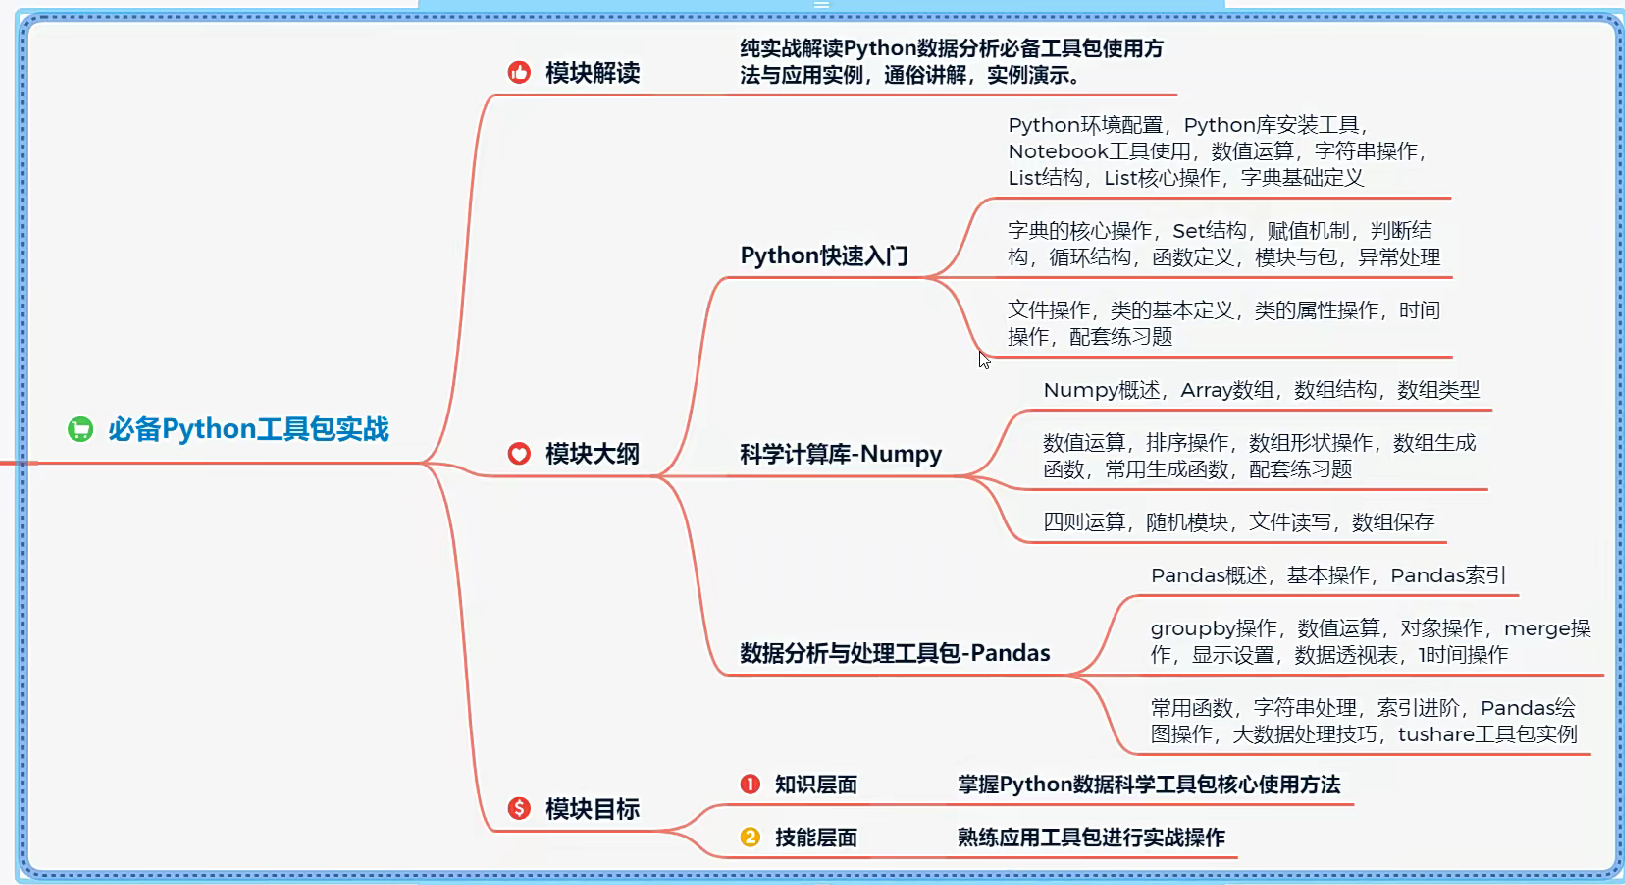 模块解读
纯实战解读Python数据分析必备工具包使用方
法与应用实例，通俗讲解，实例演示。
必备Python工具包实战
模块大纲
Python快速入门
Python环境配置，Python库安装工具，
Notebook工具使用，数值运算，字符串操作，
List结构，List核心操作，字典基础定义
字典的核心操作，Set结构，赋值机制，判断结
构，循环结构，函数定义，模块与包，异常处理
文件操作，类的基本定义，类的属性操作，时间
操作，配套练习题
科学计算库-Numpy
Numpy概述，Array数组，数组结构，数组类型
数值运算，排序操作，数组形状操作，数组生成
函数，常用生成函数，配套练习题
四则运算，随机模块，文件读写，数组保存
数据分析与处理工具包-Pandas
Pandas概述，基本操作，Pandas索引
groupby操作，数值运算，对象操作，merge操
作，显示设置，数据透视表，1时间操作
常用函数，字符串处理，索引进阶，Pandas绘
图操作，大数据处理技巧，tushare工具包实例
模块目标
1 知识层面
掌握Python数据科学工具包核心使用方法
2 技能层面
熟练应用工具包进行实战操作